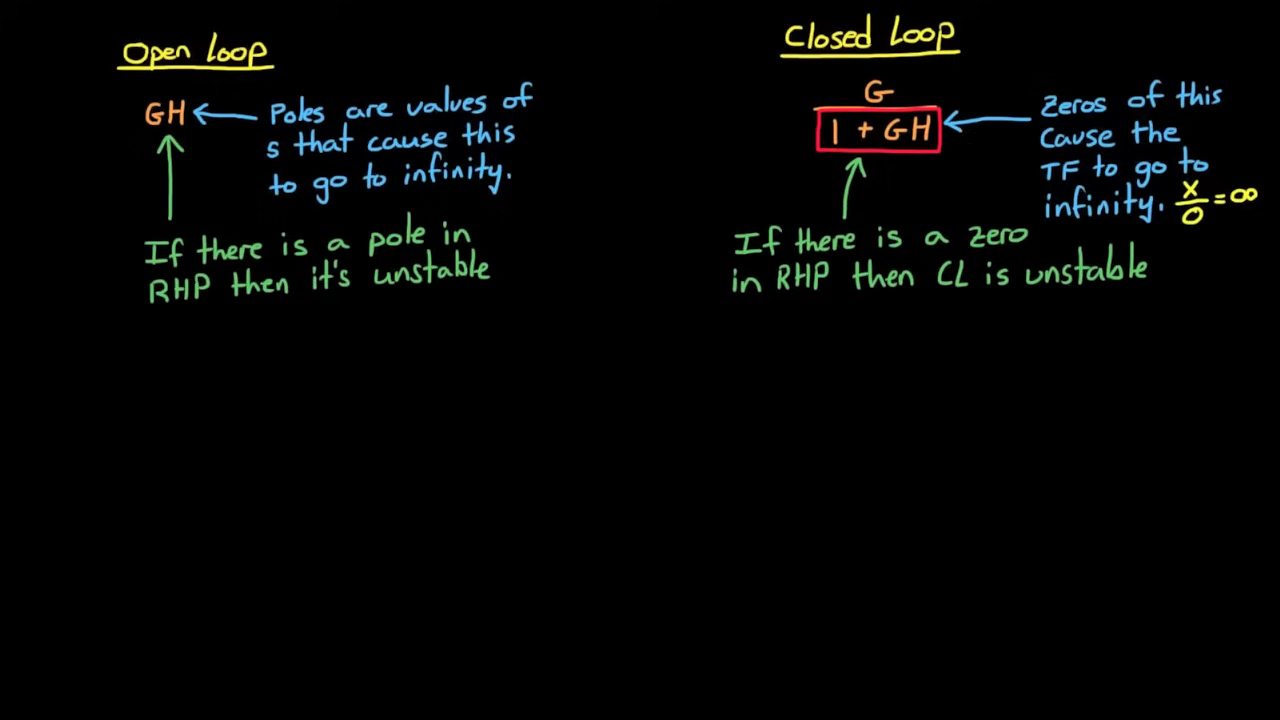 Open loop
GH
Poles are values of
s that cause this
to go to infinity.
If there is a pole in
RHP then it's unstable
Closed Loop
G
1 + GH
Zeros of this
Cause the
TF to go to
infinity. x/0 = ∞
If there is a zero
in RHP then CL is unstable